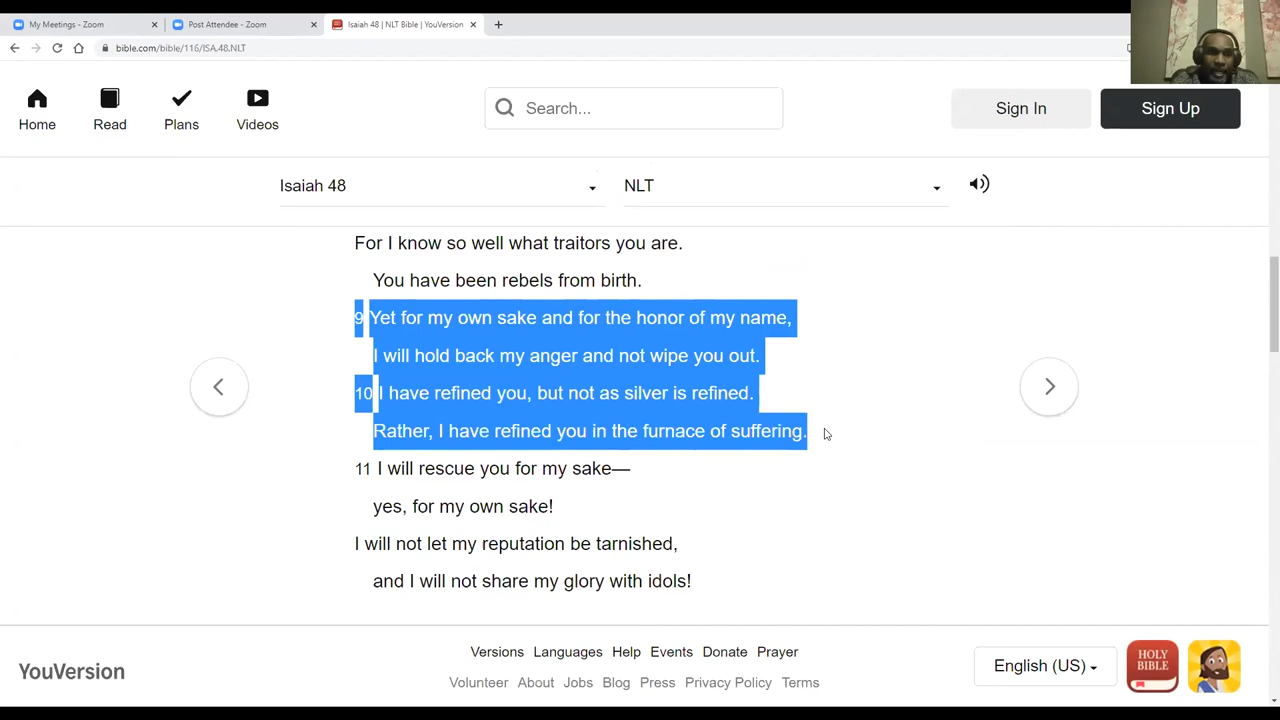 My Meetings - Zoom
Post Attendee - Zoom
Isaiah 48 | NLT Bible | YouVersion
bible.com/bible/116/ISA.48.NLT
Home
Read
Plans
Videos
Search...
Sign In
Sign Up
Isaiah 48
NLT
For I know so well what traitors you are.
You have been rebels from birth.
9 Yet for my own sake and for the honor of my name,
I will hold back my anger and not wipe you out.
10 I have refined you, but not as silver is refined.
Rather, I have refined you in the furnace of suffering.
11 I will rescue you for my sake—
yes, for my own sake!
I will not let my reputation be tarnished,
and I will not share my glory with idols!
YouVersion
Versions Languages Help Events Donate Prayer
Volunteer About Jobs Blog Press Privacy Policy Terms
English (US)
HOLY
BIBLE